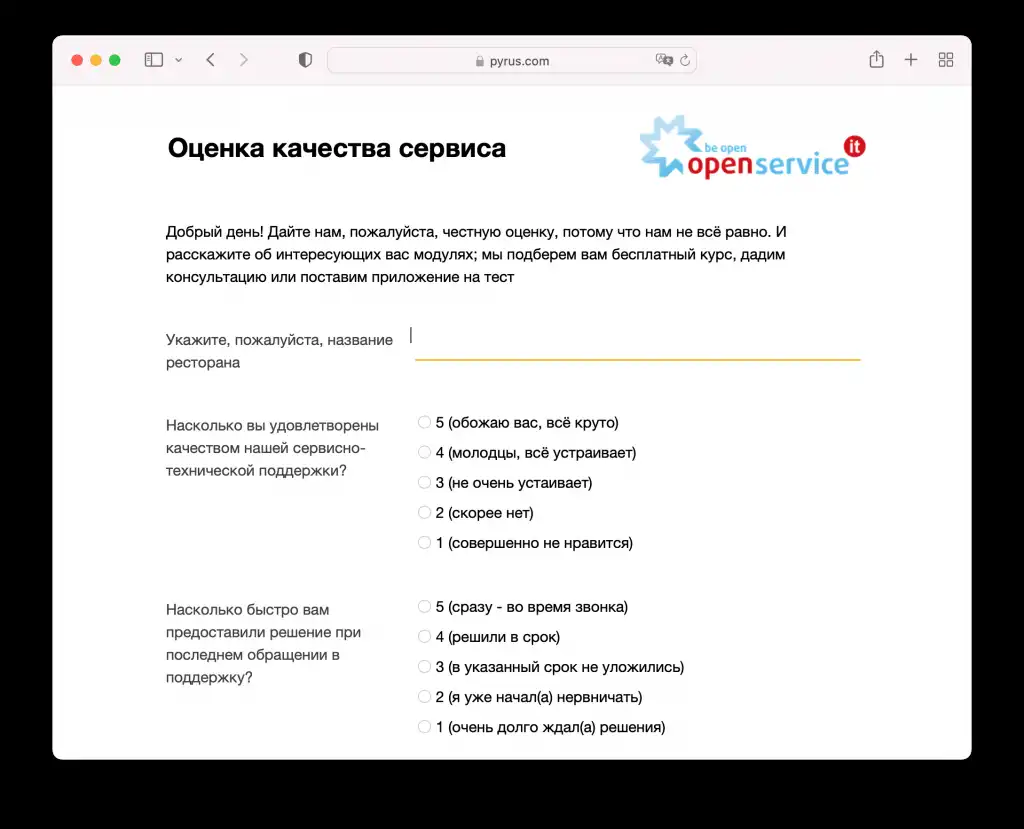 pyrus.com
Оценка качества сервиса
be open
openservice
it
Добрый день! Дайте нам, пожалуйста, честную оценку, потому что нам не всё равно. И
расскажите об интересующих вас модулях; мы подберем вам бесплатный курс, дадим
консультацию или поставим приложение на тест
Укажите, пожалуйста, название
ресторана
Насколько вы удовлетворены
качеством нашей сервисно-
технической поддержки?
5 (обожаю вас, всё круто)
4 (молодцы, всё устраивает)
3 (не очень устаивает)
2 (скорее нет)
1 (совершенно не нравится)
Насколько быстро вам
предоставили решение при
последнем обращении в
поддержку?
5 (сразу - во время звонка)
4 (решили в срок)
3 (в указанный срок не уложились)
2 (я уже начал(а) нервничать)
1 (очень долго ждал(а) решения)